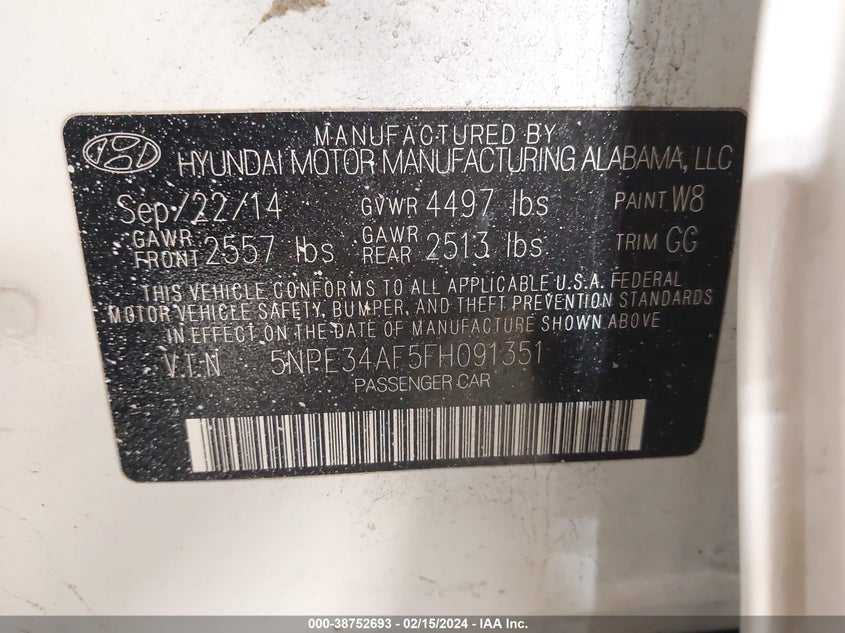 MANUFACTURED BY
HYUNDAI MOTOR MANUFACTURING ALABAMA, LLC
Sep/22/14 GVWR 4497 lbs PAINT W8
GAWR FRONT 2557 lbs GAWR REAR 2513 lbs TRIM GG
THIS VEHICLE CONFORMS TO ALL APPLICABLE U.S.A. FEDERAL
MOTOR VEHICLE SAFETY, BUMPER, AND THEFT PREVENTION STANDARDS
IN EFFECT ON THE DATE OF MANUFACTURE SHOWN ABOVE
V.I.N 5NPE34AF5FH091351
PASSENGER CAR
000-38752693 - 02/15/2024 - IAA Inc.